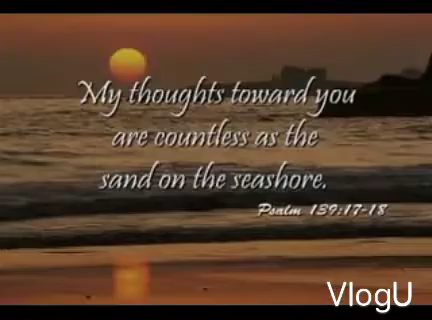 My thoughts toward you
are countless as the
sand on the seashore.
Psalm 139:17-18
VlogU